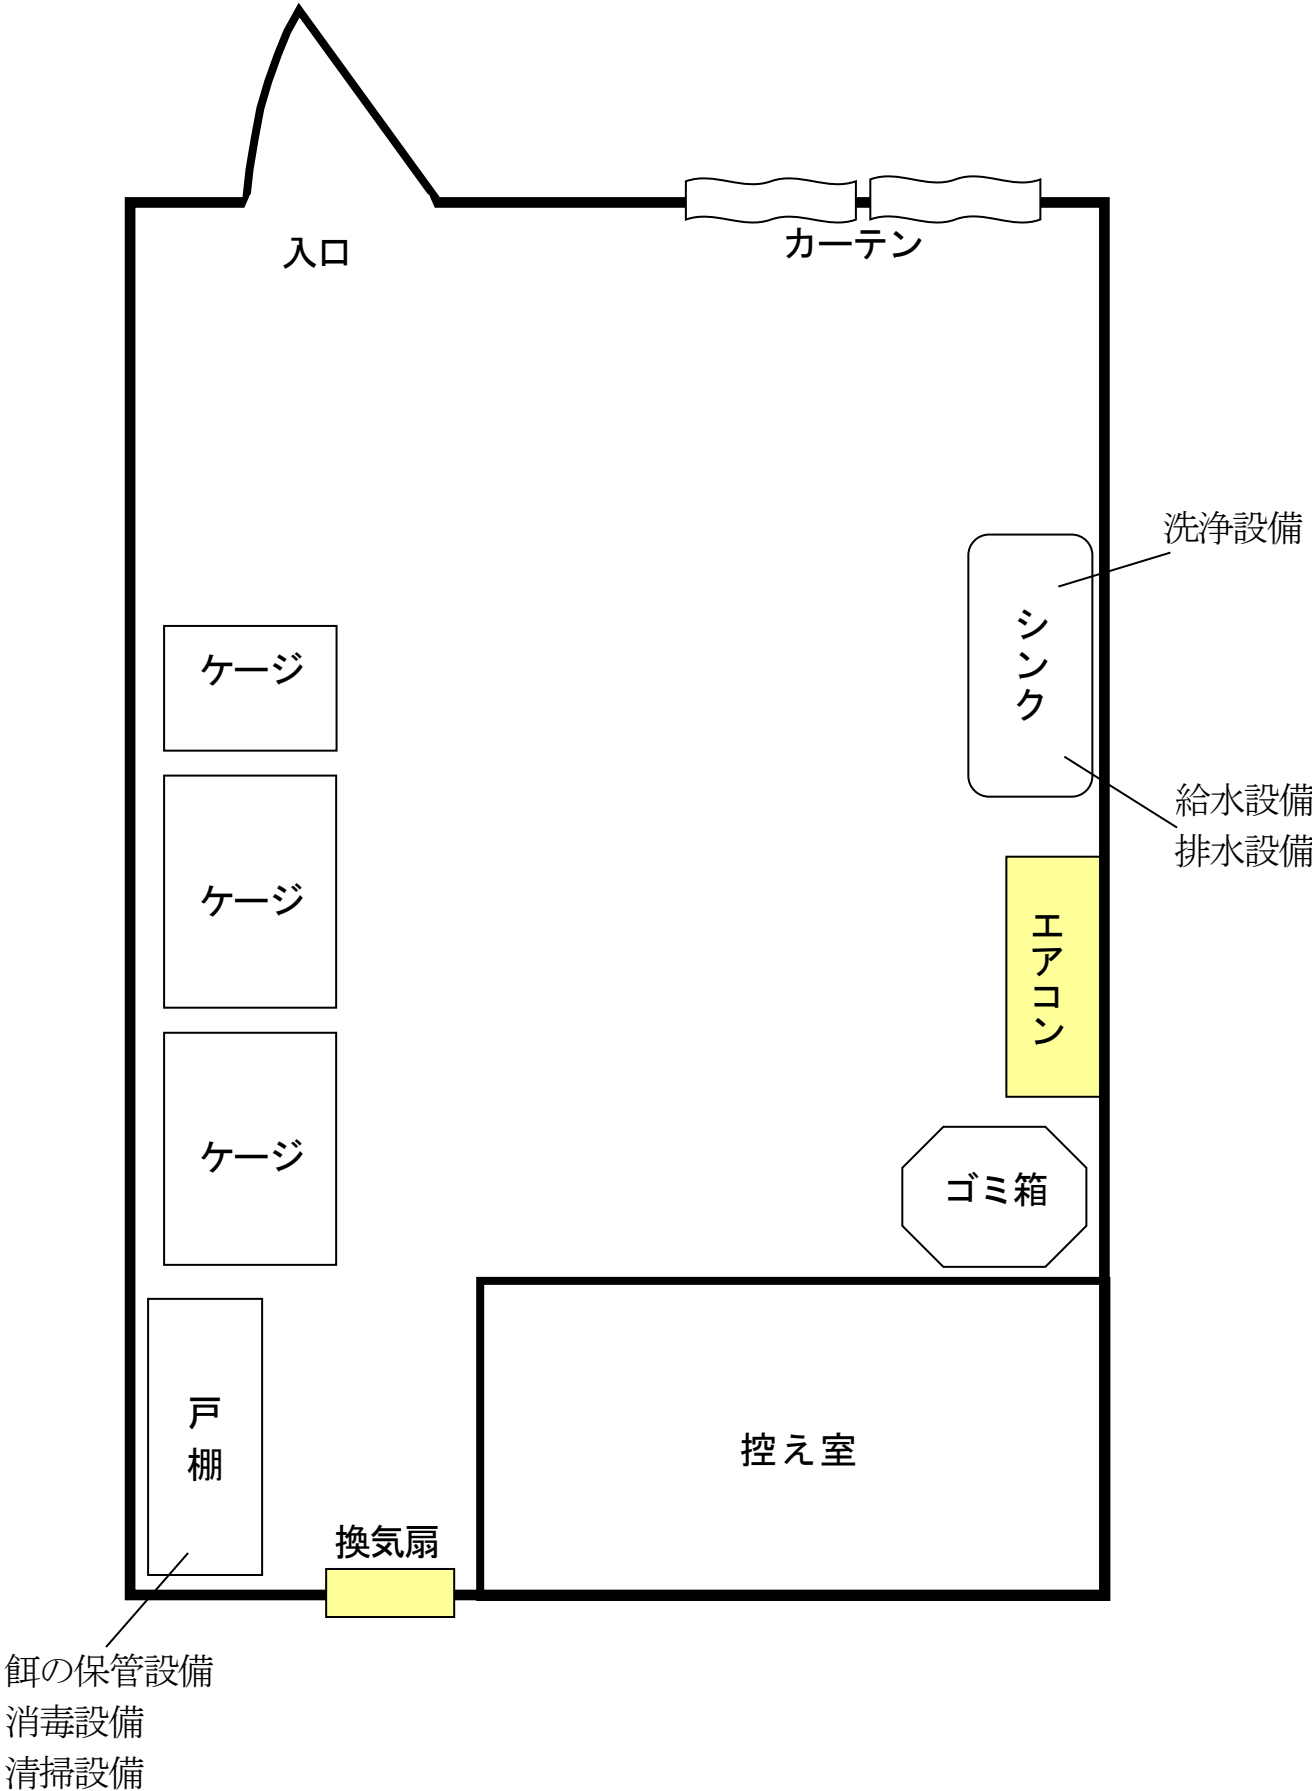 入口
カーテン
洗浄設備
シンク
ケージ
給水設備
排水設備
ケージ
エアコン
ケージ
ゴミ箱
戸棚
控え室
換気扇
餌の保管設備
消毒設備
清掃設備